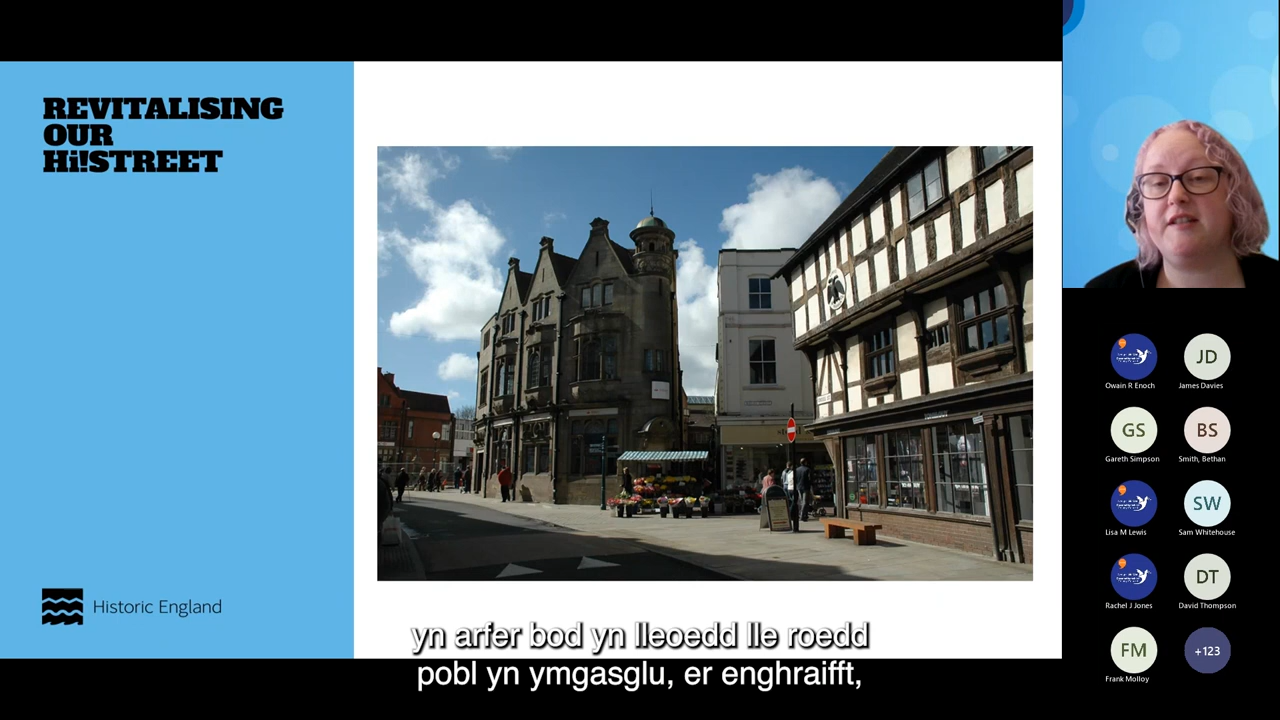 REVITALISING
OUR
Hi!STREET
Historic England
yn arfer bod yn lleoedd lle roedd
pobl yn ymgasglu, er enghraifft,
Owain R Enoch
JD
James Davies
GS
Gareth Simpson
BS
Smith, Bethan
Lisa M Lewis
SW
Sam Whitehouse
Rachel J Jones
DT
David Thompson
FM
Frank Molloy
+123